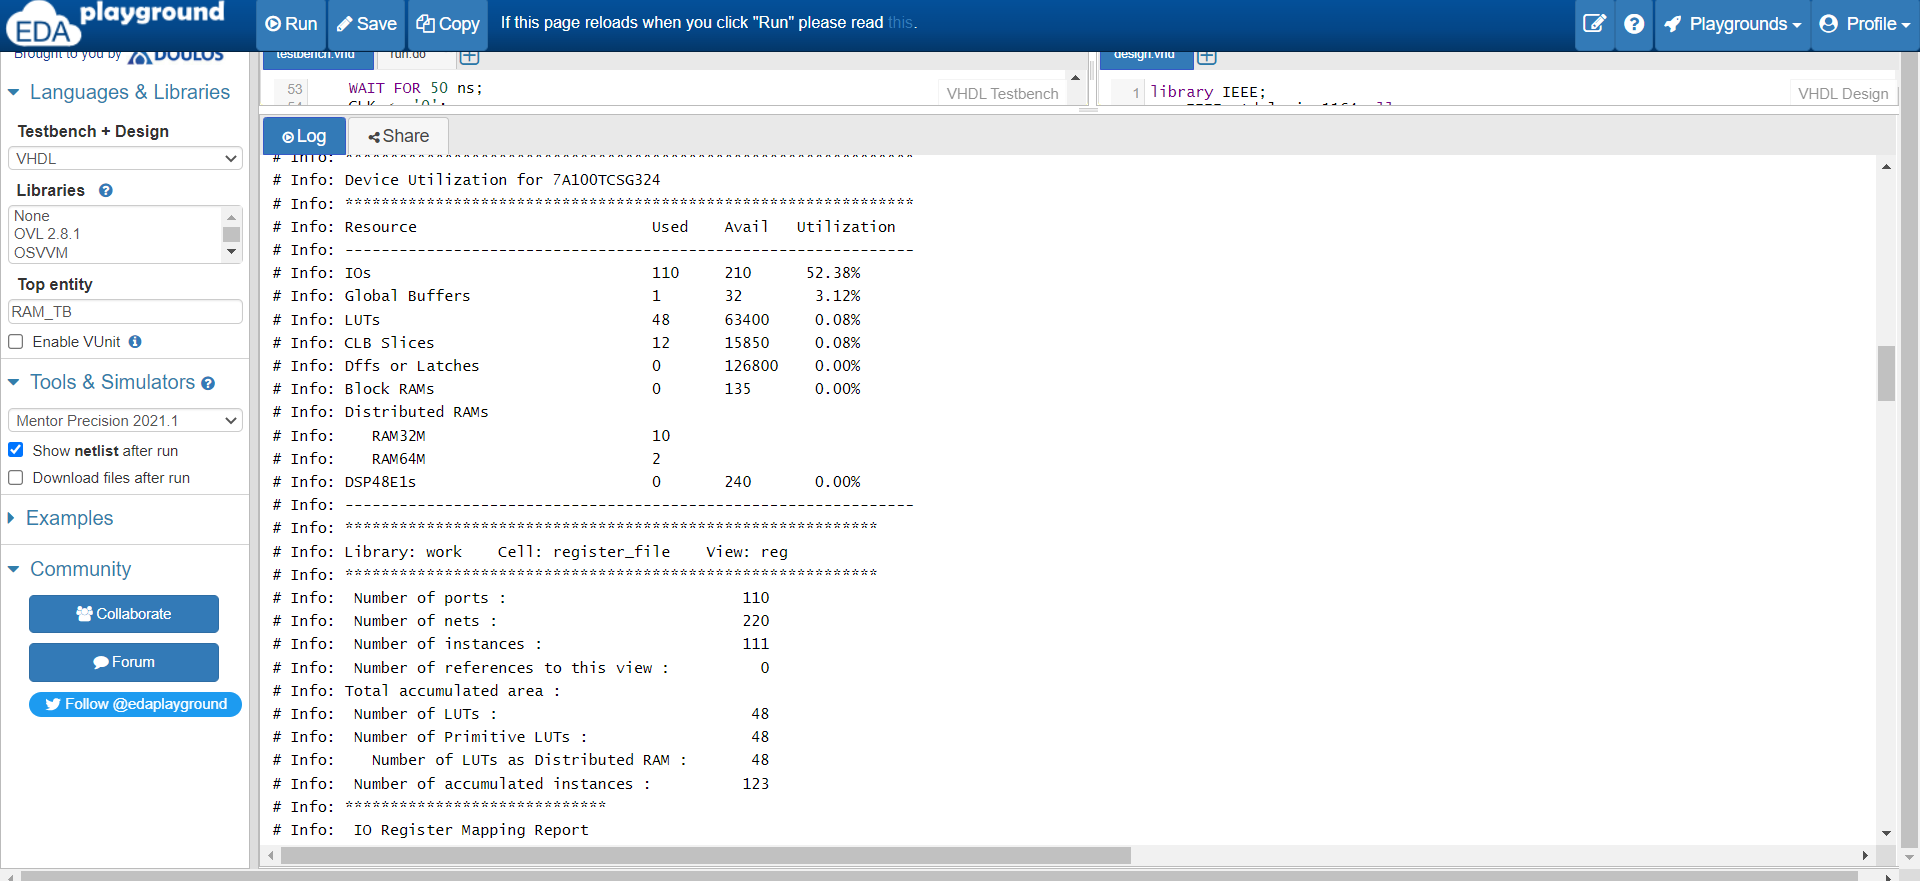 EDA playground
Run
Save
Copy
If this page reloads when you click "Run" please read this.
Playgrounds
Profile
Brought to you by DOULOS
Languages & Libraries
Testbench + Design
VHDL
Libraries
None
OVL 2.8.1
OSVVM
Top entity
RAM_TB
Enable VUnit
Tools & Simulators
Mentor Precision 2021.1
Show netlist after run
Download files after run
Examples
Community
Collaborate
Forum
Follow @edaplayground
testbench.vhd
run.do
53 WAIT FOR 50 ns;
54 CLK <= '0';
VHDL Testbench
design.vhd
1 library IEEE;
VHDL Design
Log
Share
# Info: ***************************************************************
# Info: Device Utilization for 7A100TCSG324
# Info: ***************************************************************
# Info: Resource Used Avail Utilization
# Info: ---------------------------------------------------------------
# Info: IOs 110 210 52.38%
# Info: Global Buffers 1 32 3.12%
# Info: LUTs 48 63400 0.08%
# Info: CLB Slices 12 15850 0.08%
# Info: Dffs or Latches 0 126800 0.00%
# Info: Block RAMs 0 135 0.00%
# Info: Distributed RAMs
# Info: RAM32M 10
# Info: RAM64M 2
# Info: DSP48E1s 0 240 0.00%
# Info: ---------------------------------------------------------------
# Info: ***********************************************************
# Info: Library: work Cell: register_file View: reg
# Info: ***********************************************************
# Info: Number of ports : 110
# Info: Number of nets : 220
# Info: Number of instances : 111
# Info: Number of references to this view : 0
# Info: Total accumulated area :
# Info: Number of LUTs : 48
# Info: Number of Primitive LUTs : 48
# Info: Number of LUTs as Distributed RAM : 48
# Info: Number of accumulated instances : 123
# Info: *****************************
# Info: IO Register Mapping Report